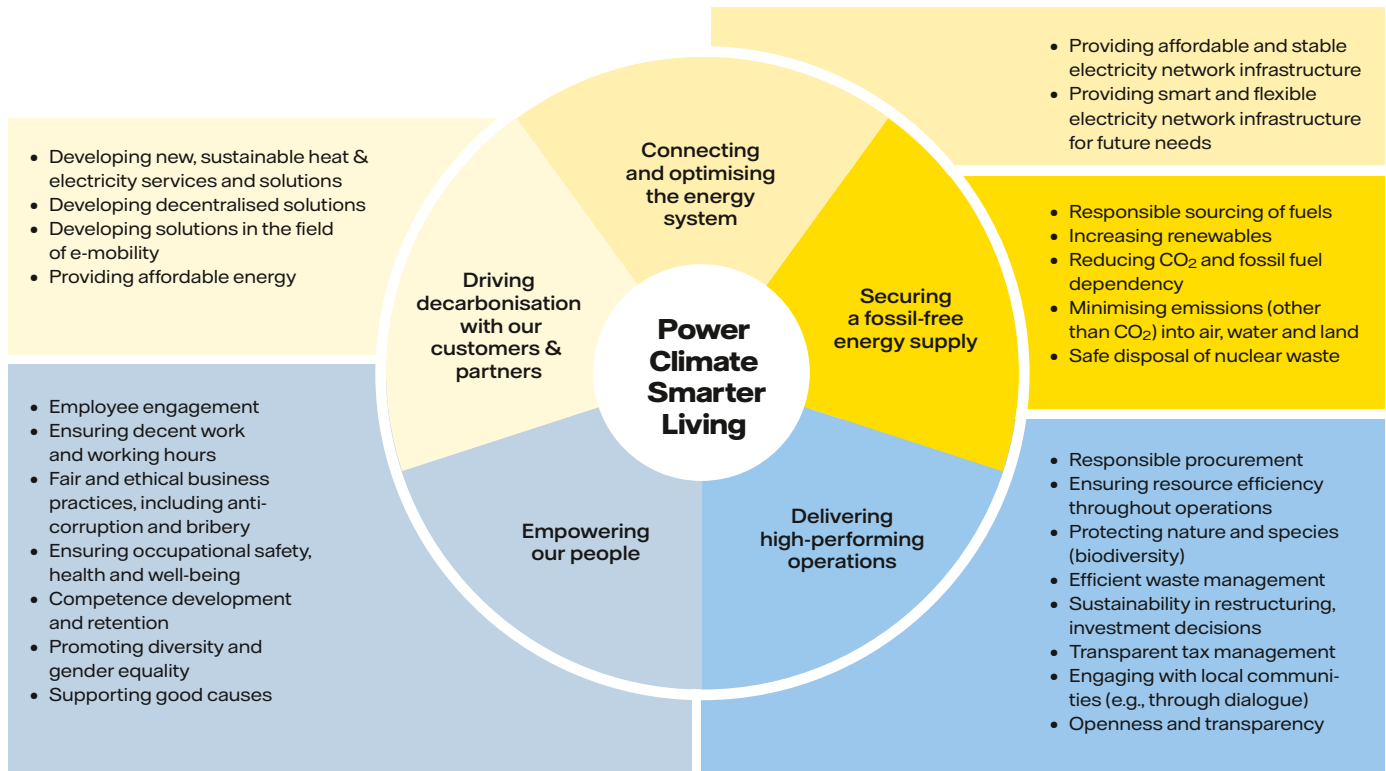 • Providing affordable and stable
electricity network infrastructure
• Providing smart and flexible
electricity network infrastructure
for future needs
• Developing new, sustainable heat &
electricity services and solutions
• Developing decentralised solutions
• Developing solutions in the field
of e-mobility
• Providing affordable energy
Connecting
and optimising
the energy
system
• Responsible sourcing of fuels
• Increasing renewables
• Reducing CO₂ and fossil fuel
dependency
• Minimising emissions (other
than CO₂) into air, water and land
• Safe disposal of nuclear waste
Driving
decarbonisation
with our
customers &
partners
Power
Climate
Smarter
Living
Securing
a fossil-free
energy supply
• Employee engagement
• Ensuring decent work
and working hours
• Fair and ethical business
practices, including anti-
corruption and bribery
• Ensuring occupational safety,
health and well-being
• Competence development
and retention
• Promoting diversity and
gender equality
• Supporting good causes
Empowering
our people
Delivering
high-performing
operations
• Responsible procurement
• Ensuring resource efficiency
throughout operations
• Protecting nature and species
(biodiversity)
• Efficient waste management
• Sustainability in restructuring,
investment decisions
• Transparent tax management
• Engaging with local communi-
ties (e.g., through dialogue)
• Openness and transparency